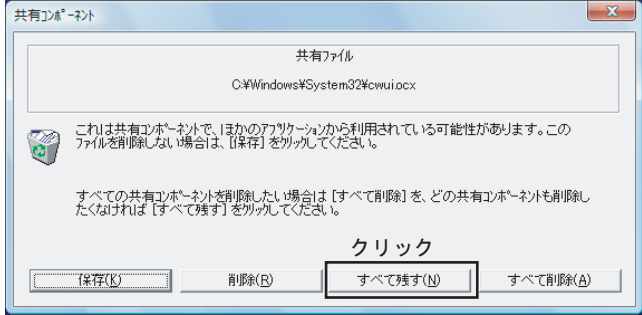 共有コンポーネント
共有ファイル
C:¥Windows¥System32¥cwui.ocx
これは共有コンポーネントで、ほかのアプリケーションから利用されている可能性があります。この
ファイルを削除しない場合は、[保存] をクリックしてください。
すべての共有コンポーネントを削除したい場合は [すべて削除] を、どの共有コンポーネントも削除し
たくなければ [すべて残す] をクリックしてください。
クリック
保存(K) 削除(R) すべて残す(N) すべて削除(A)